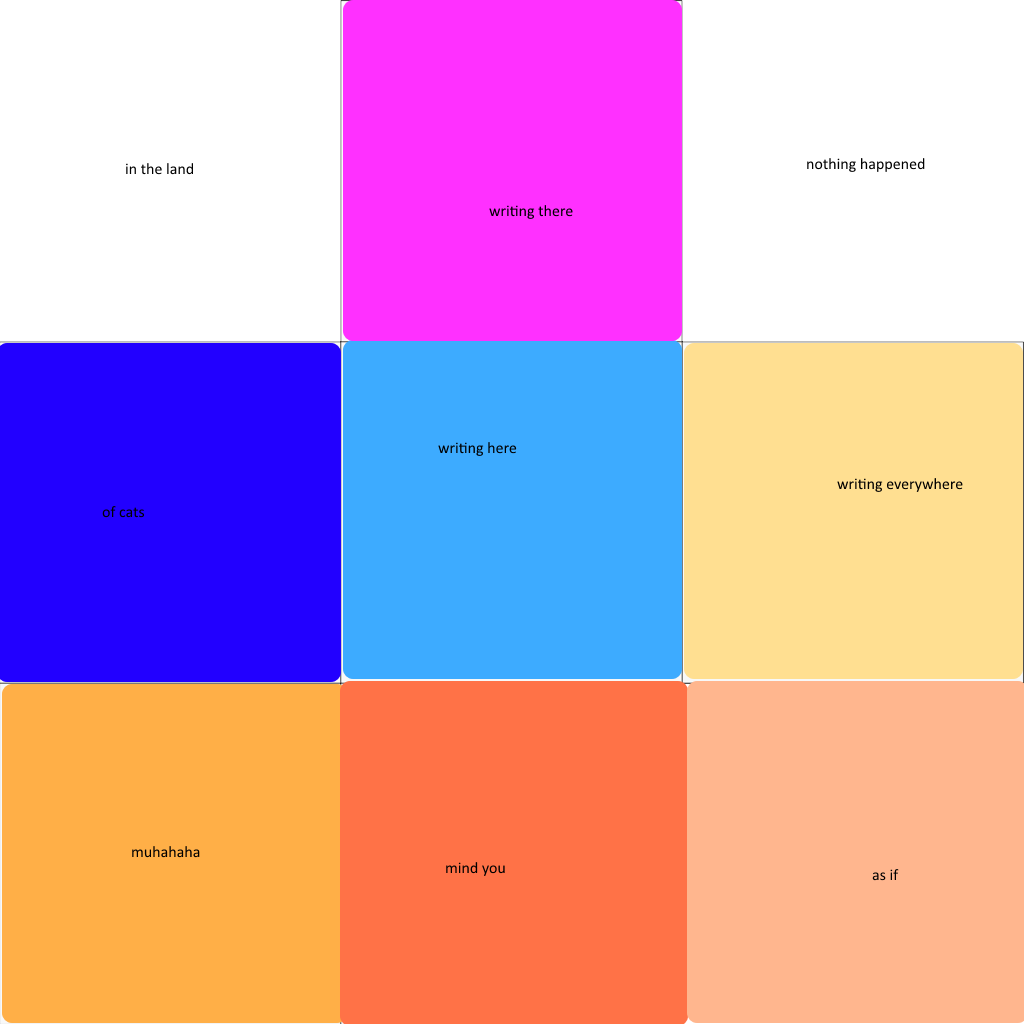 in the land
writing there
nothing happened
of cats
writing here
writing everywhere
muhahaha
mind you
as if